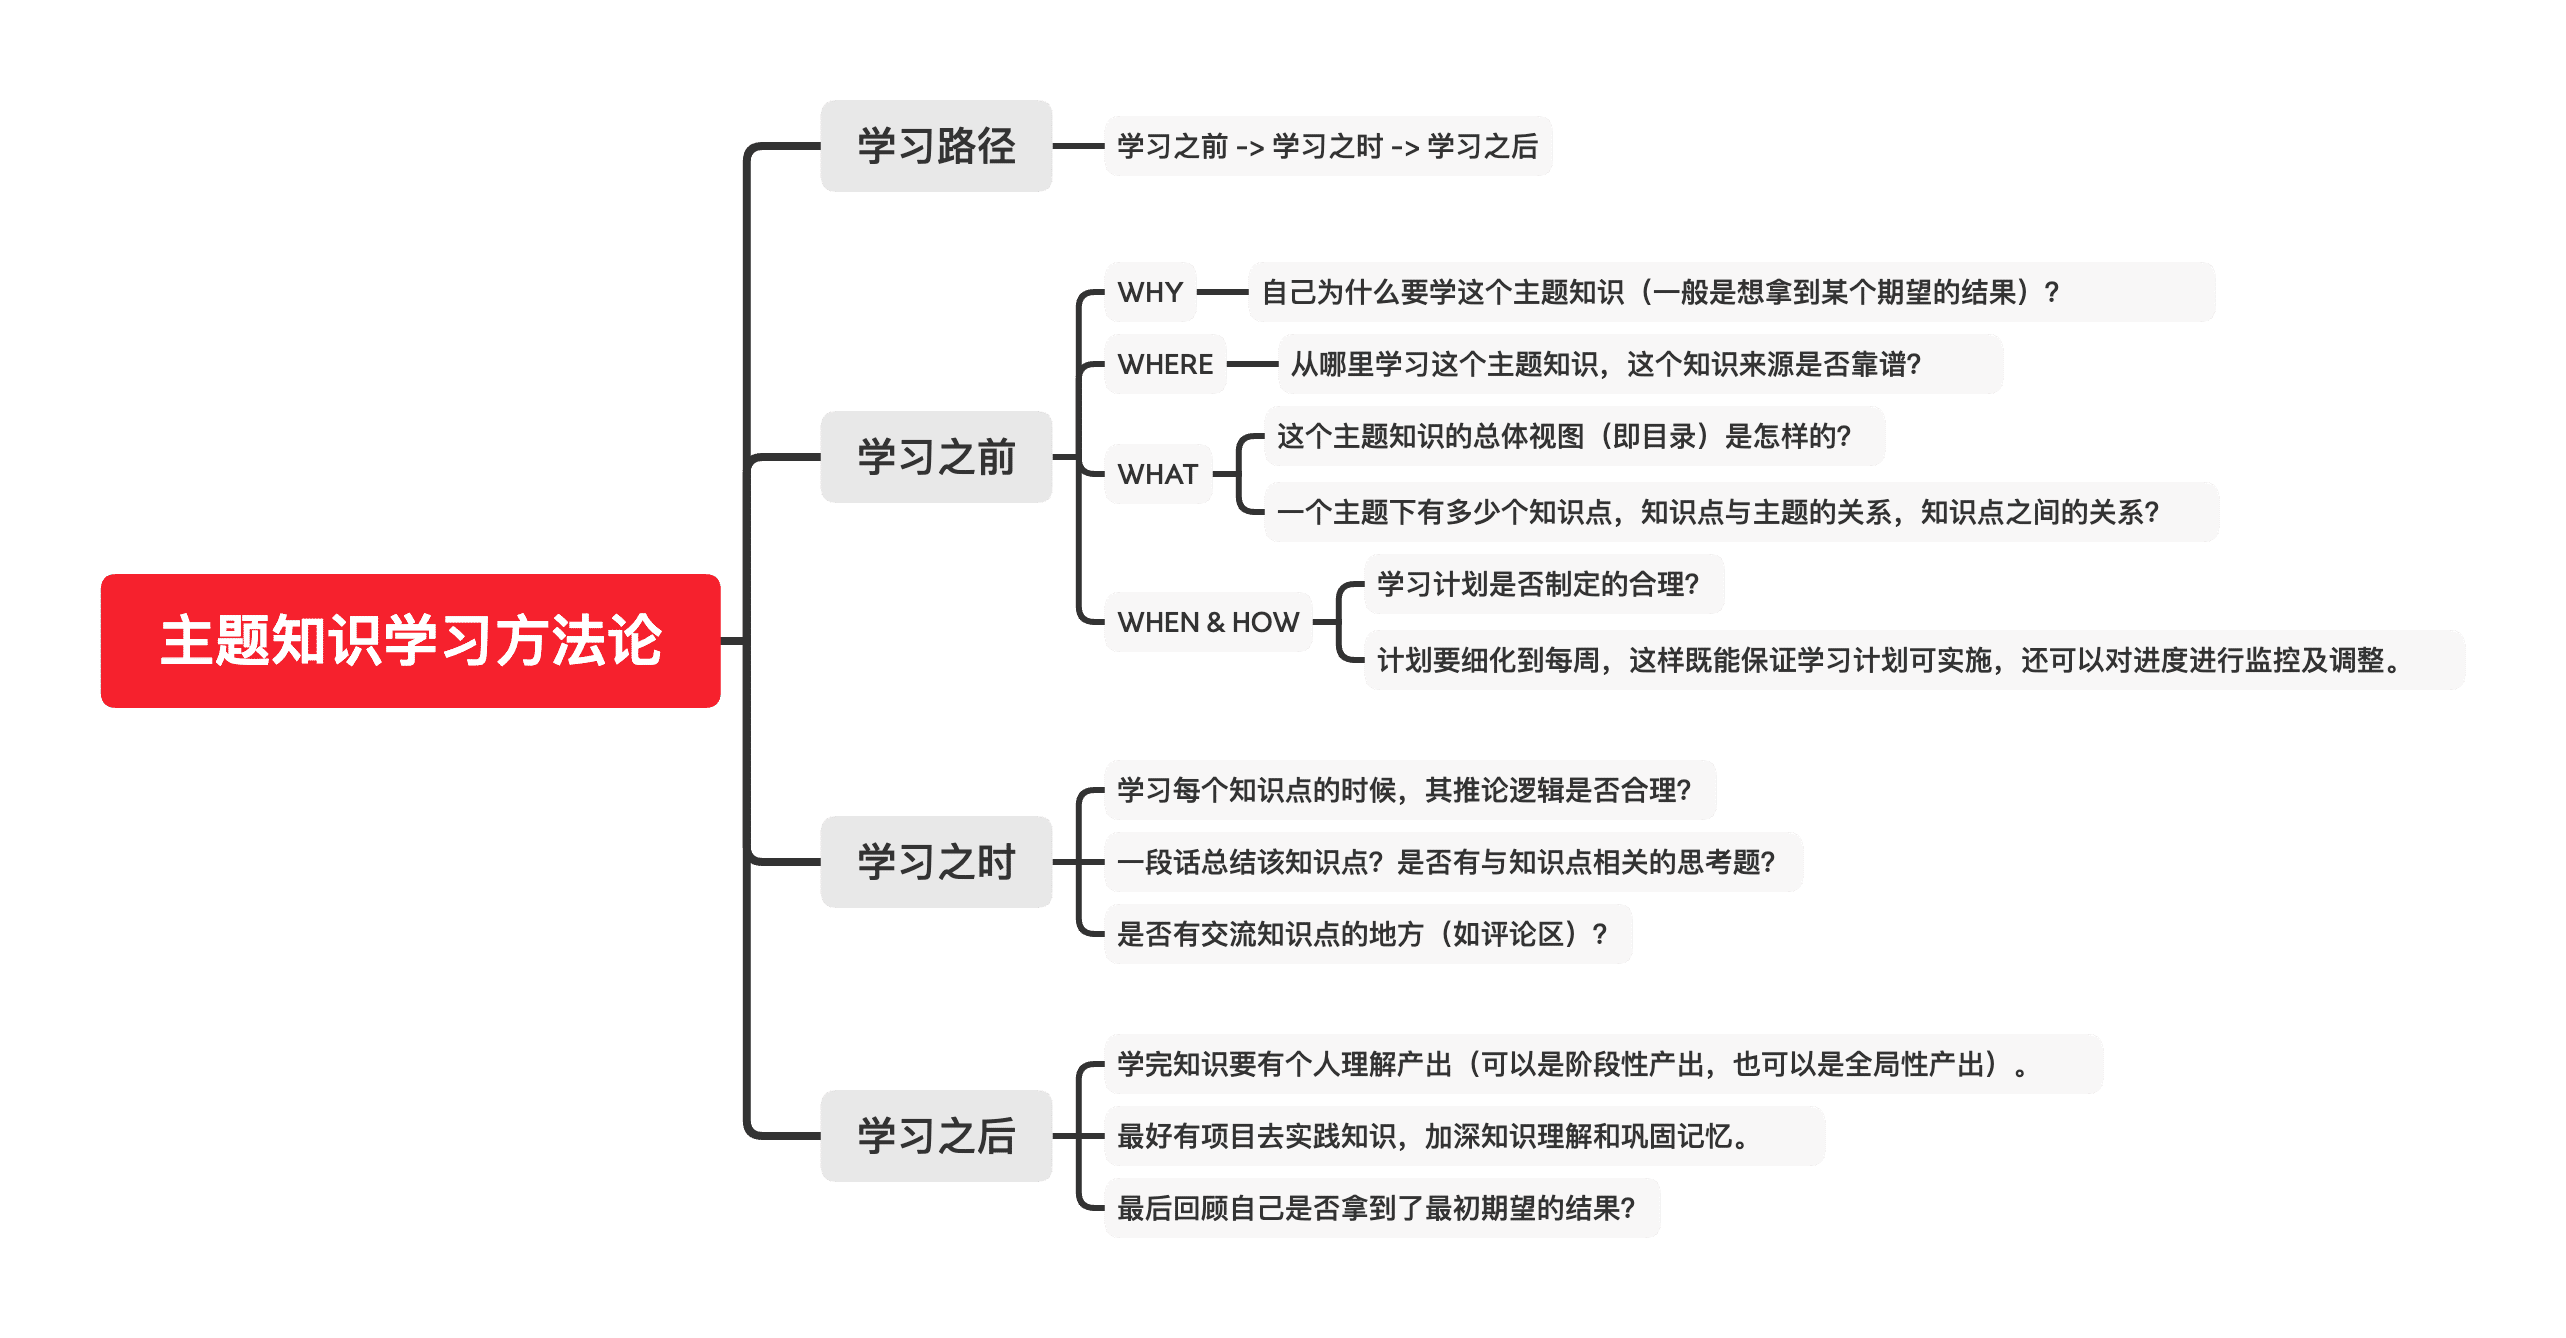 主题知识学习方法论
学习路径
学习之前 -> 学习之时 -> 学习之后
学习之前
WHY
自己为什么要学这个主题知识（一般是想拿到某个期望的结果）？
WHERE
从哪里学习这个主题知识，这个知识来源是否靠谱？
WHAT
这个主题知识的总体视图（即目录）是怎样的？
一个主题下有多少个知识点，知识点与主题的关系，知识点之间的关系？
WHEN & HOW
学习计划是否制定的合理？
计划要细化到每周，这样既能保证学习计划可实施，还可以对进度进行监控及调整。
学习之时
学习每个知识点的时候，其推论逻辑是否合理？
一段话总结该知识点？是否有与知识点相关的思考题？
是否有交流知识点的地方（如评论区）？
学习之后
学完知识要有个人理解产出（可以是阶段性产出，也可以是全局性产出）。
最好有项目去实践知识，加深知识理解和巩固记忆。
最后回顾自己是否拿到了最初期望的结果？